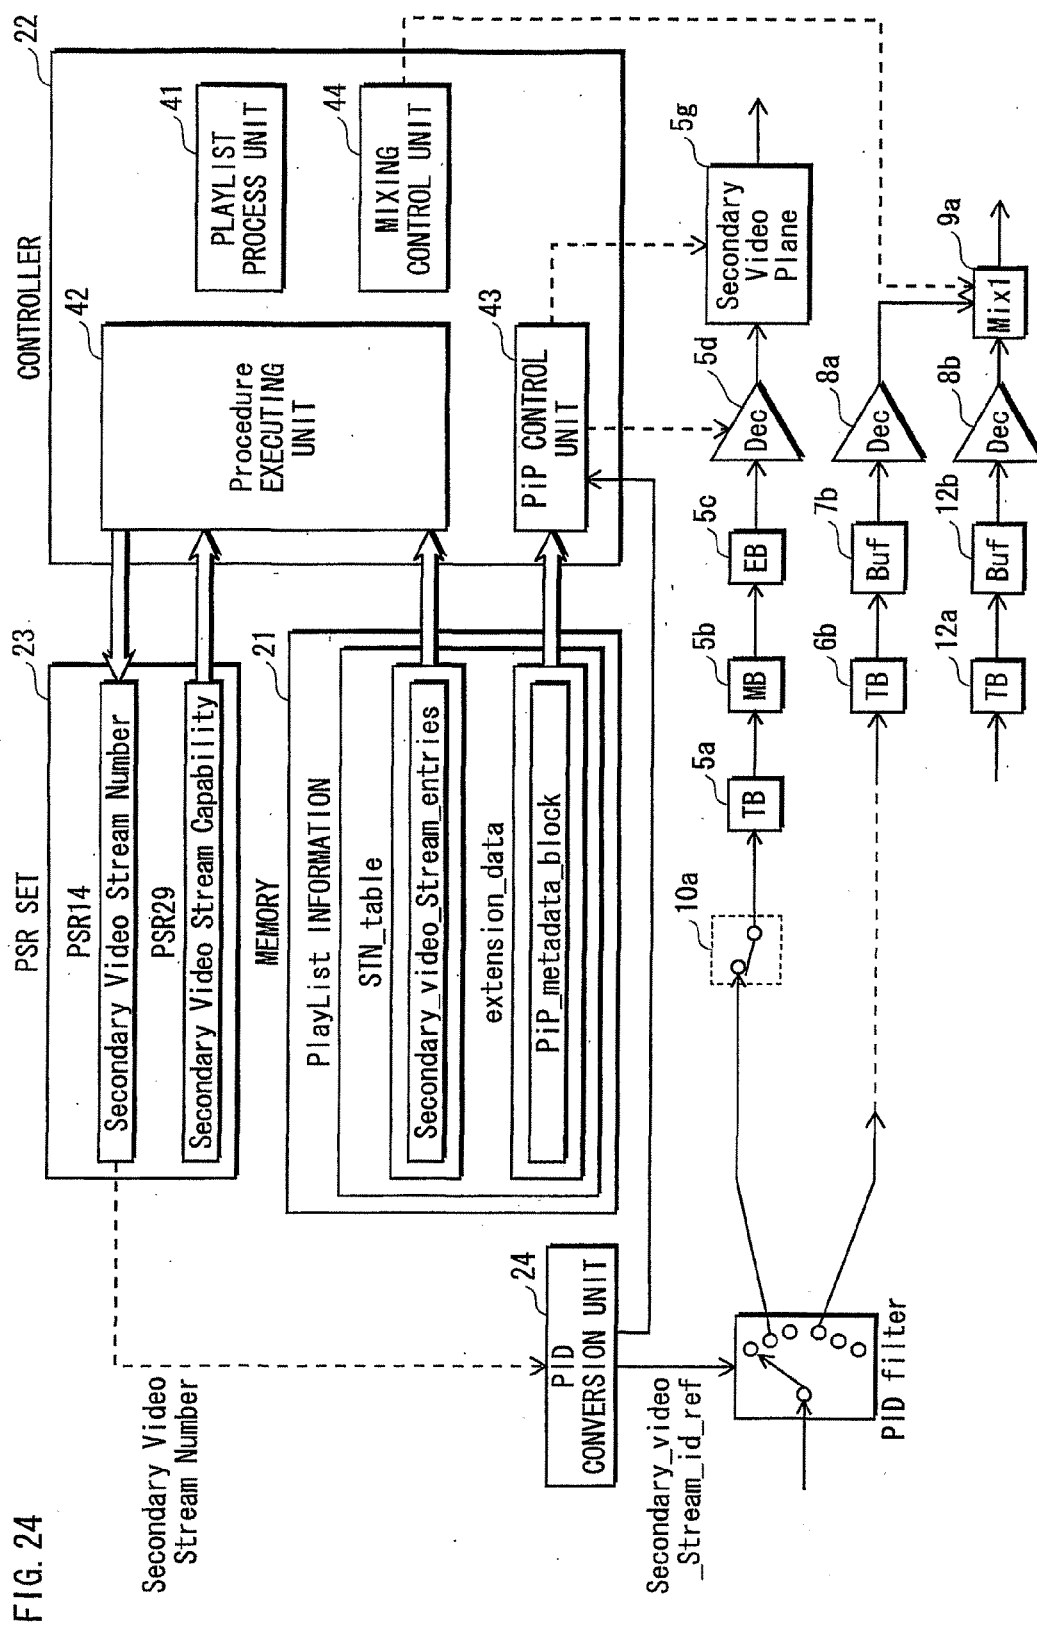 FIG. 24
PSR SET
23
PSR14
Secondary Video Stream Number
PSR29
Secondary Video Stream Capability
CONTROLLER
22
42
Procedure
EXECUTING
UNIT
41
PLAYLIST
PROCESS UNIT
44
MIXING
CONTROL UNIT
43
PiP CONTROL
UNIT
MEMORY
21
PlayList INFORMATION
STN_table
Secondary_video_Stream_entries
extension_data
PiP_metadata_block
Secondary Video
Stream Number
24
PID
CONVERSION UNIT
Secondary_video
_Stream_id_ref
PID filter
10a
5a
TB
5b
MB
5c
EB
5d
Dec
5g
Secondary
Video
Plane
6b
TB
7b
Buf
8a
Dec
12a
TB
12b
Buf
8b
Dec
9a
Mix1